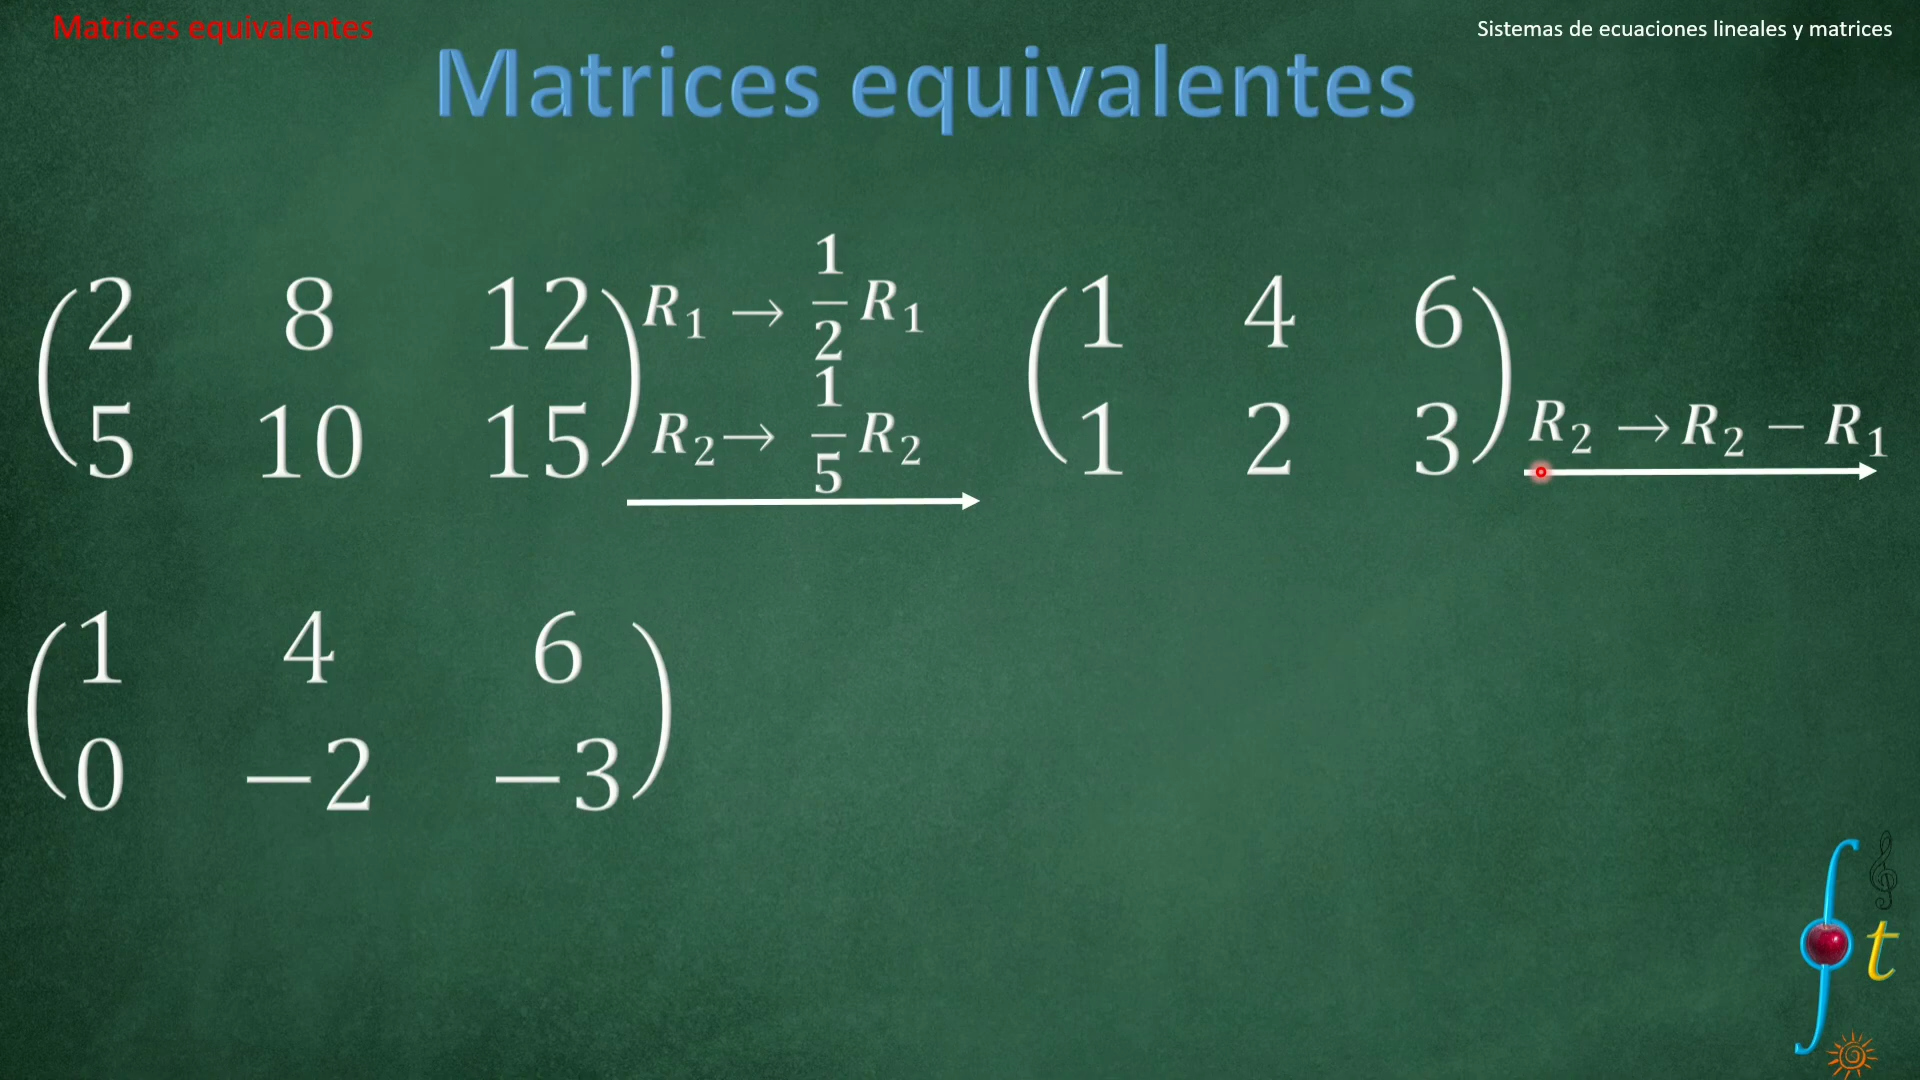 Matrices equivalentes
Sistemas de ecuaciones lineales y matrices
Matrices equivalentes
(2 8 12
5 10 15)
R₁ → 1/2 R₁
R₂ → 1/5 R₂
(1 4 6
1 2 3)
R₂ → R₂ − R₁
(1 4 6
0 −2 −3)
t